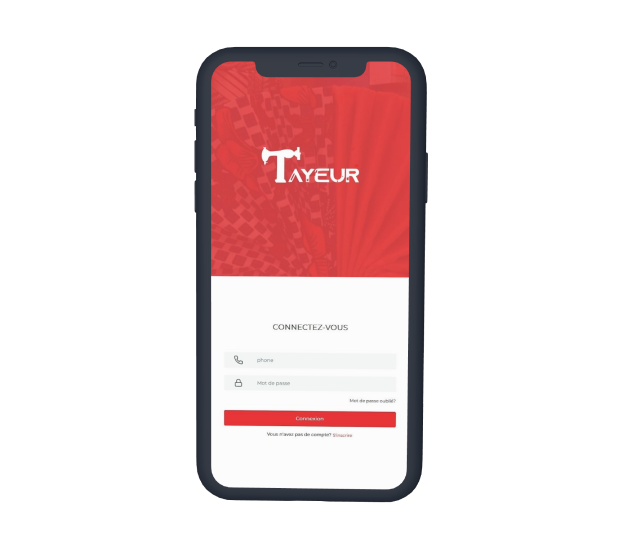 TAYEUR
CONNECTEZ-VOUS
phone
Mot de passe
Mot de passe oublié?
Connexion
Vous n'avez pas de compte? S'inscrire